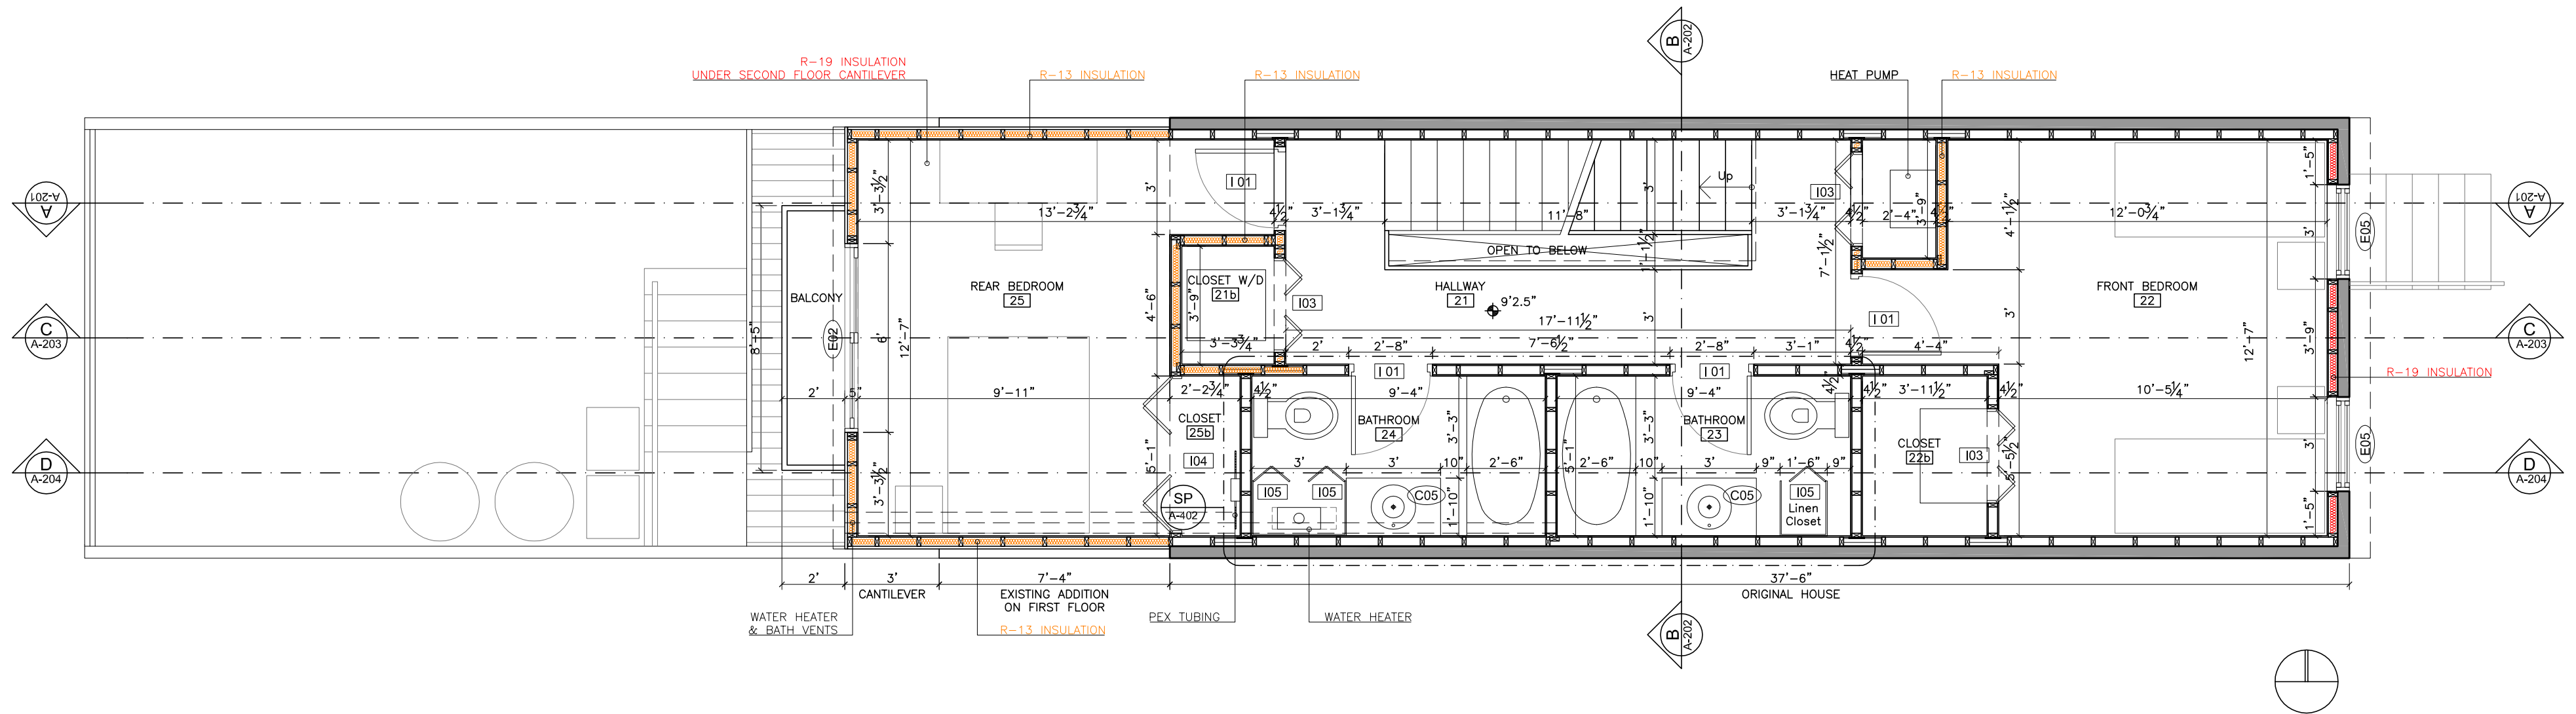 B
A-202
R-19 INSULATION
UNDER SECOND FLOOR CANTILEVER
R-13 INSULATION
R-13 INSULATION
HEAT PUMP
R-13 INSULATION
A
A-201
A
A-201
1'-5"
3'-3½"
3'
I 01
3'
Up
I03
3'-9"
4'-1½"
13'-2¾"
4½"
3'-1¾"
11'-8"
3'-1¾"
4½"
2'-4"
4½"
12'-0¾"
3'
E05
OPEN TO BELOW
1'-1½"
7'-1½"
BALCONY
REAR BEDROOM
25
CLOSET W/D
21b
HALLWAY
21
9'2.5"
FRONT BEDROOM
22
4'-6"
3'-9"
I03
17'-11½"
3'
I 01
3'
C
A-203
C
A-203
8'-5"
E02
6'
12'-7"
12'-7"
3'-9"
3'-3¾"
2'
2'-8"
7'-6½"
2'-8"
3'-1"
4½"
4'-4"
I 01
I 01
R-19 INSULATION
2'
5"
9'-11"
2'-2¾"
4½"
9'-4"
9'-4"
4½"
4½"
3'-11½"
4½"
10'-5¼"
CLOSET
25b
BATHROOM
24
3'-3"
3'-3"
BATHROOM
23
CLOSET
22b
3'
E05
I04
5'-1"
5'-1"
I03
5'-5½"
D
A-204
D
A-204
3'-3½"
3'
3'
10"
2'-6"
2'-6"
10"
3'
9"
1'-6"
9"
SP
A-402
I05
I05
C05
1'-10"
1'-10"
C05
I05
Linen
Closet
1'-5"
2'
3'
7'-4"
37'-6"
CANTILEVER
EXISTING ADDITION
ON FIRST FLOOR
ORIGINAL HOUSE
WATER HEATER
& BATH VENTS
R-13 INSULATION
PEX TUBING
WATER HEATER
B
A-202